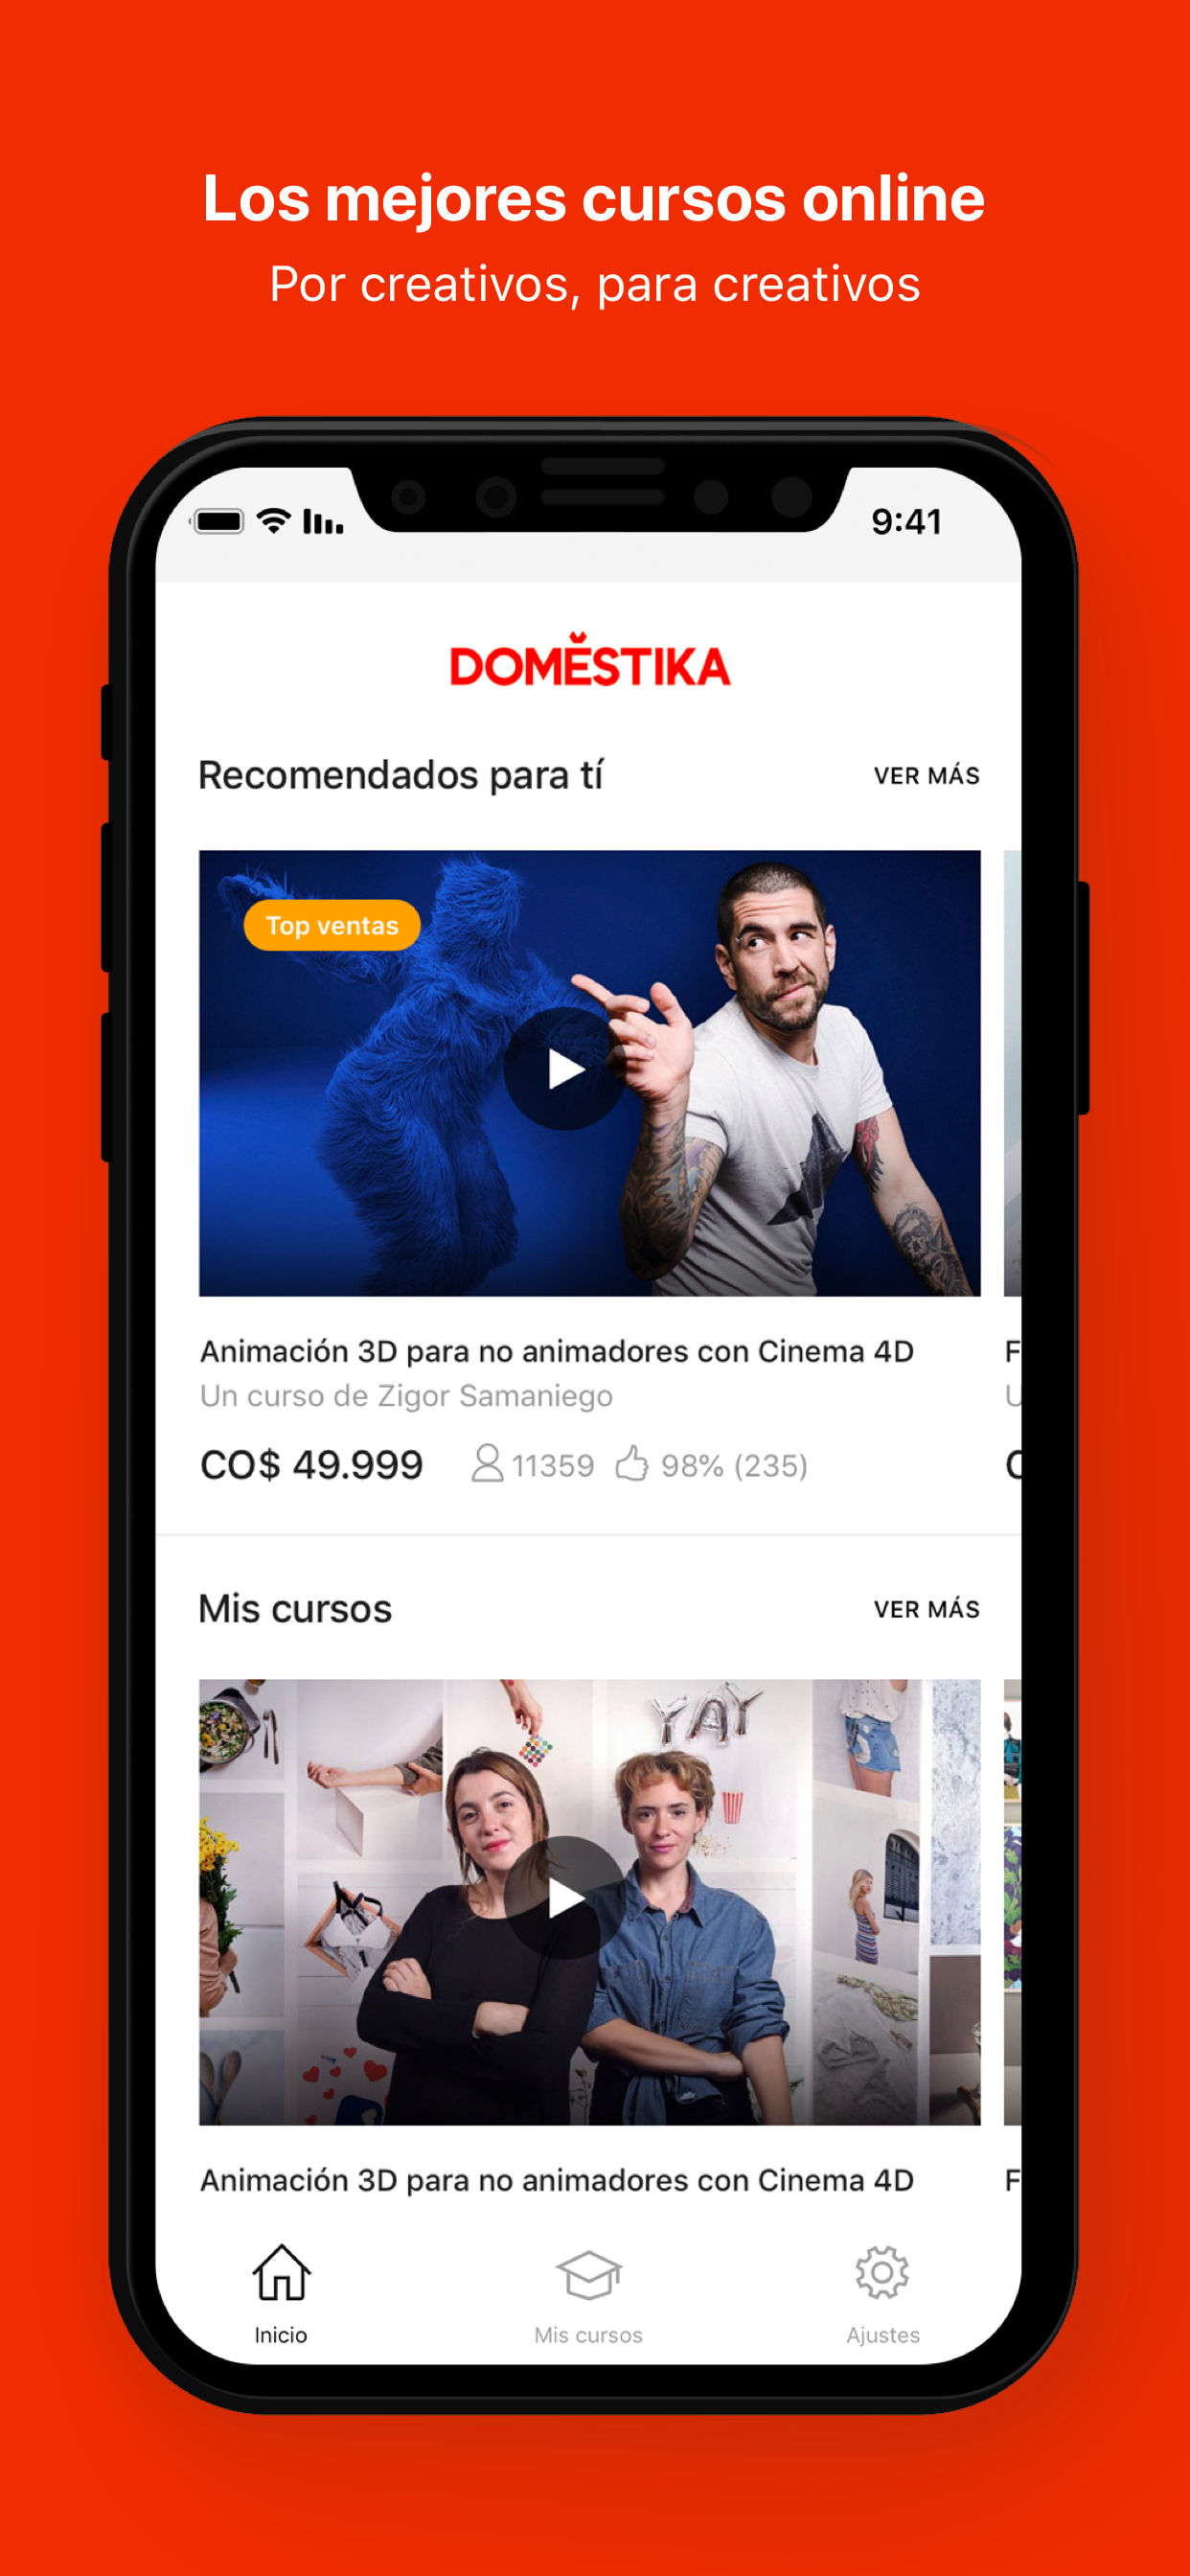 Los mejores cursos online
Por creativos, para creativos
9:41
DOMĚSTIKA
Recomendados para tí
VER MÁS
Top ventas
Animación 3D para no animadores con Cinema 4D
F
Un curso de Zigor Samaniego
U
CO$ 49.999
11359
98% (235)
C
Mis cursos
VER MÁS
YAY
Animación 3D para no animadores con Cinema 4D
F
Inicio
Mis cursos
Ajustes